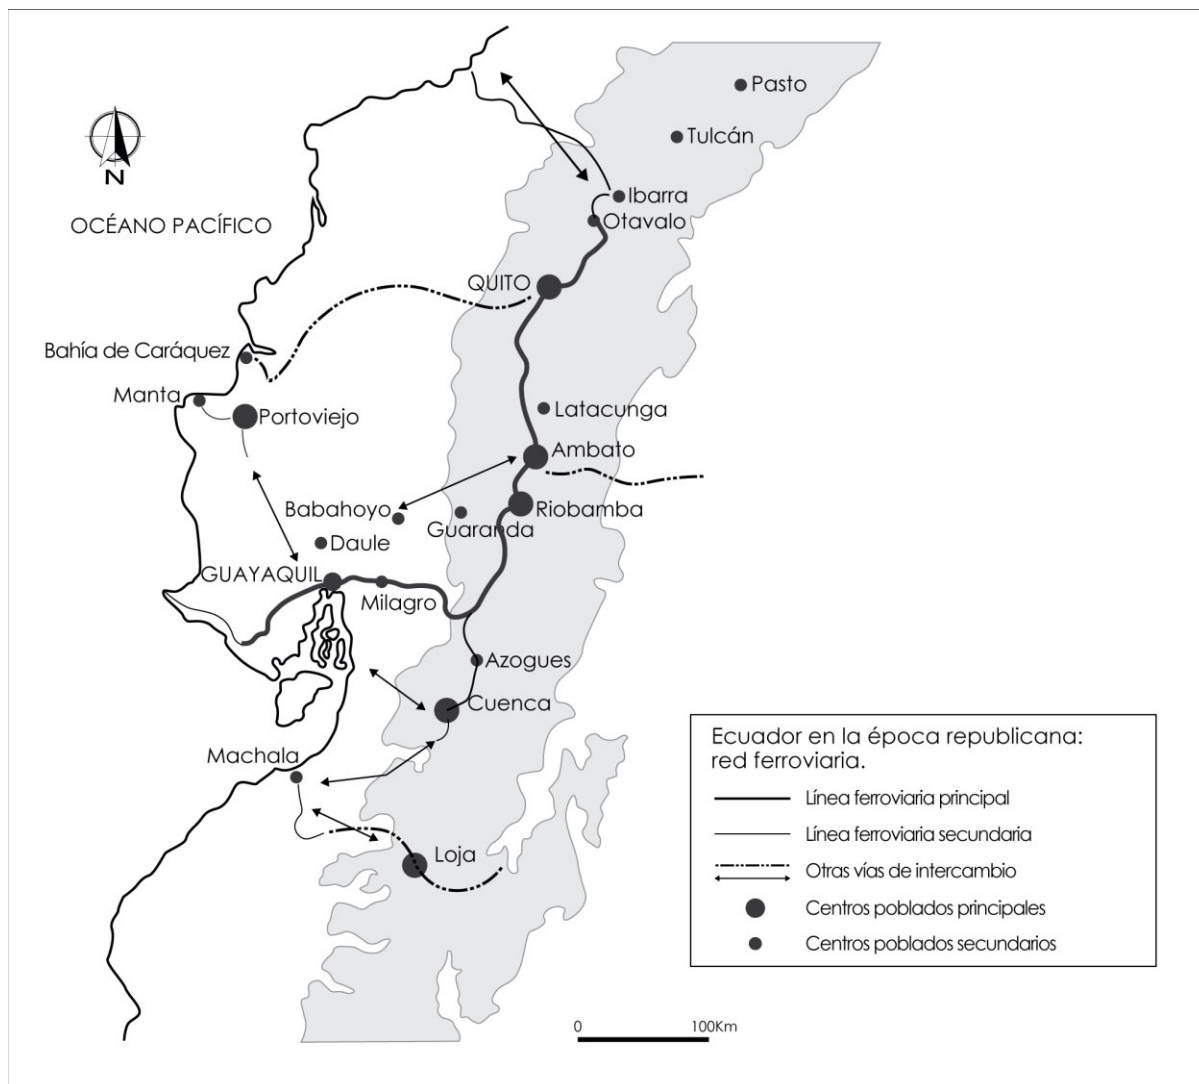 Pasto
Tulcán
N
Ibarra
OCÉANO PACÍFICO
Otavalo
QUITO
Bahía de Caráquez
Manta
Portoviejo
Latacunga
Ambato
Babahoyo
Riobamba
Guaranda
Daule
GUAYAQUIL
Milagro
Azogues
Cuenca
Machala
Loja
Ecuador en la época republicana:
red ferroviaria.
Línea ferroviaria principal
Línea ferroviaria secundaria
Otras vías de intercambio
Centros poblados principales
Centros poblados secundarios
0 100Km